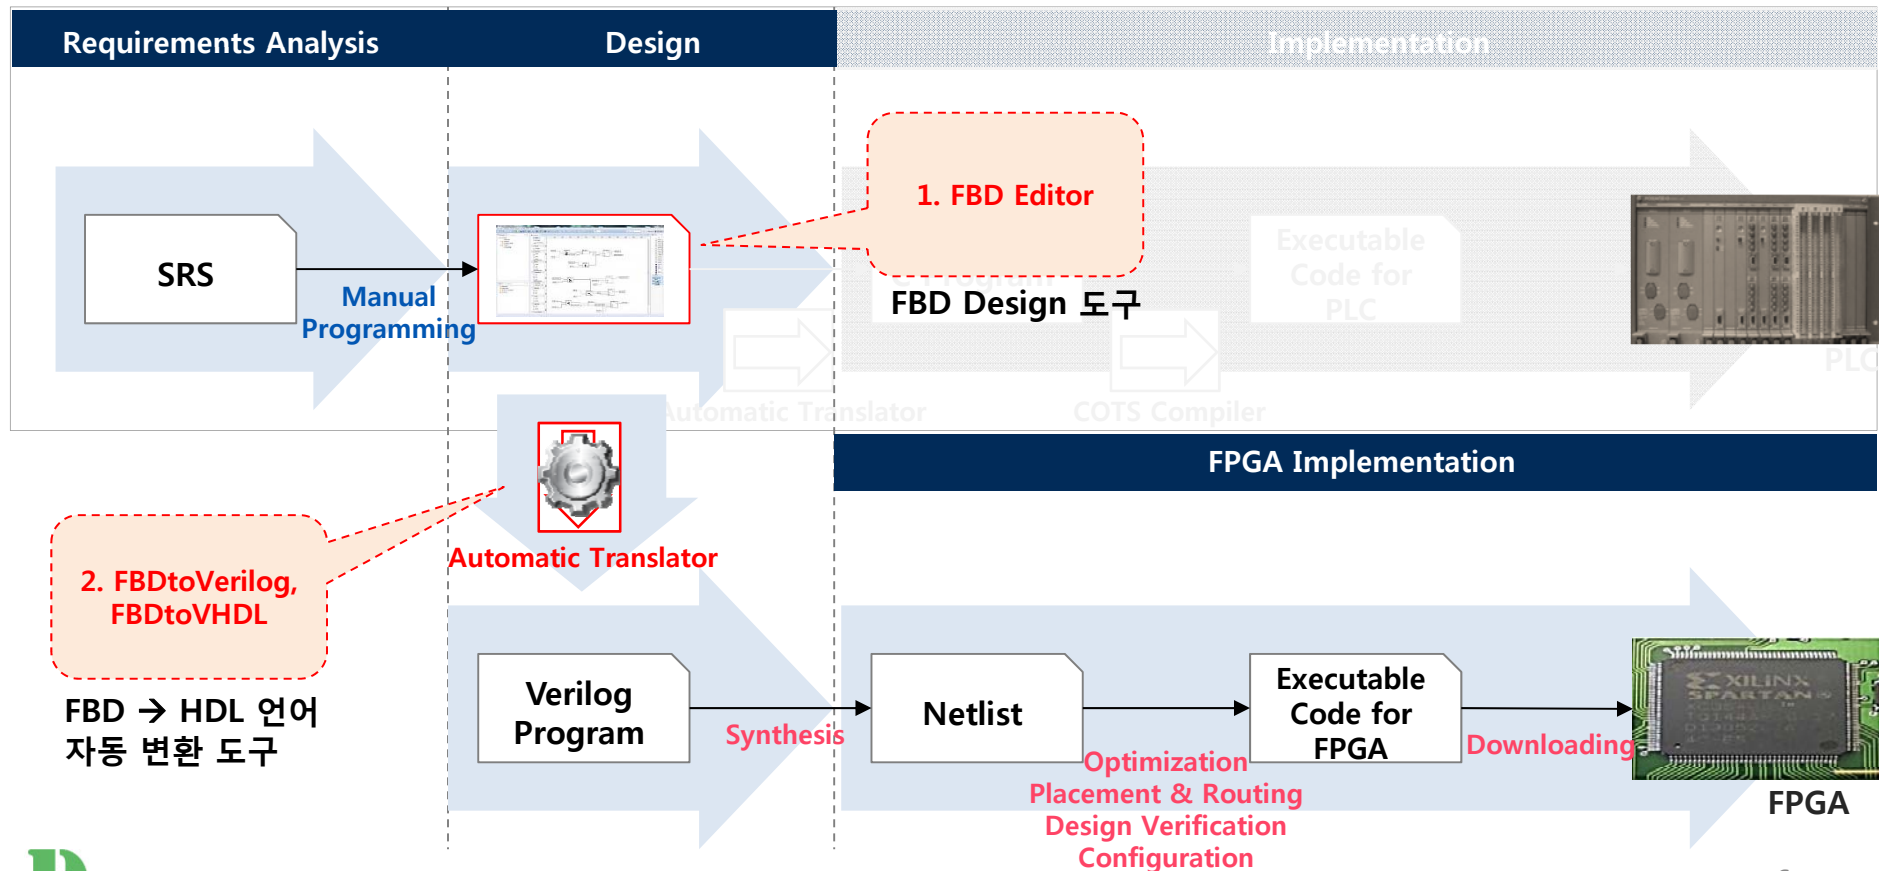 Requirements Analysis
Design
Implementation
1. FBD Editor
SRS
Manual
Programming
FBD Design 도구
Executable
Code for
PLC
PLC
Automatic Translator
COTS Compiler
FPGA Implementation
Automatic Translator
2. FBDtoVerilog,
FBDtoVHDL
FBD → HDL 언어
자동 변환 도구
Verilog
Program
Synthesis
Netlist
Optimization
Placement & Routing
Design Verification
Configuration
Executable
Code for
FPGA
Downloading
XILINX
SPARTAN
FPGA